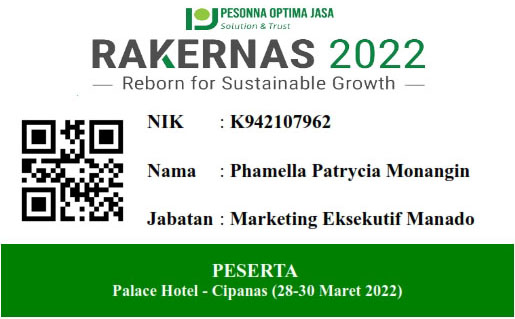 PESONNA OPTIMA JASA
Solution & Trust
RAKERNAS 2022
Reborn for Sustainable Growth
NIK : K942107962
Nama : Phamella Patrycia Monangin
Jabatan : Marketing Eksekutif Manado
PESERTA
Palace Hotel - Cipanas (28-30 Maret 2022)